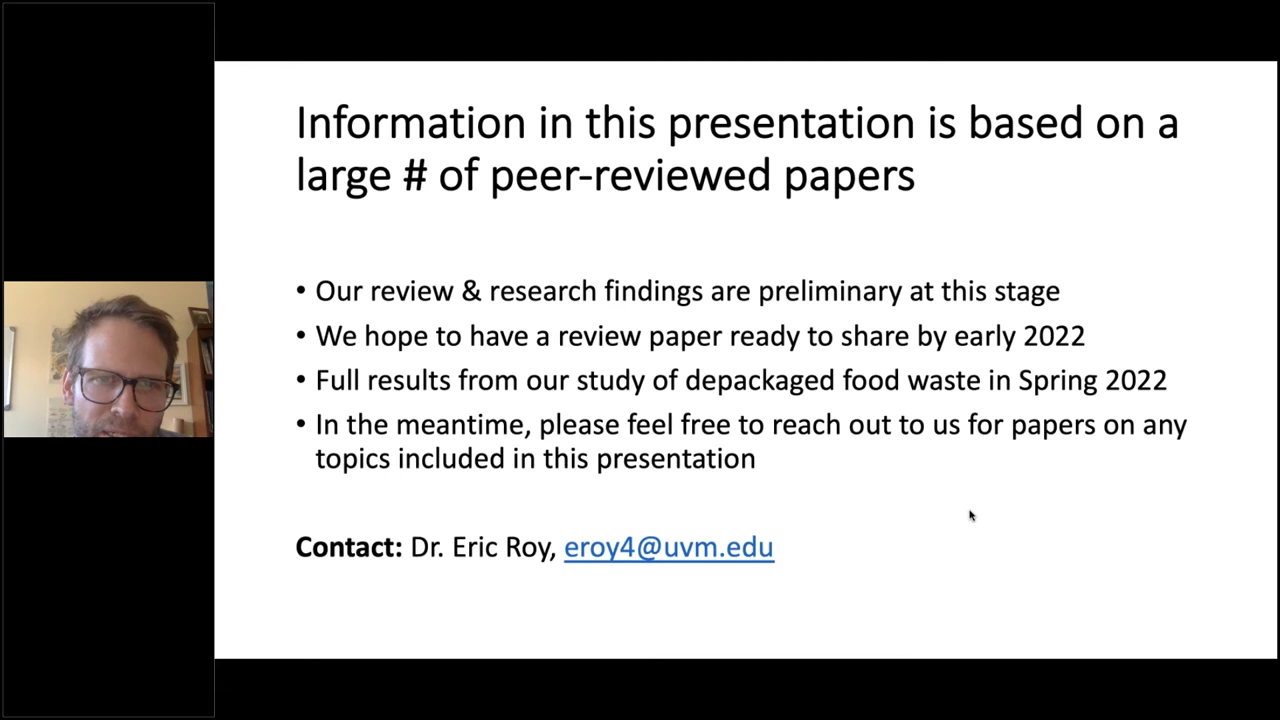 Information in this presentation is based on a
large # of peer-reviewed papers
• Our review & research findings are preliminary at this stage
• We hope to have a review paper ready to share by early 2022
• Full results from our study of depackaged food waste in Spring 2022
• In the meantime, please feel free to reach out to us for papers on any
topics included in this presentation
Contact: Dr. Eric Roy, eroy4@uvm.edu